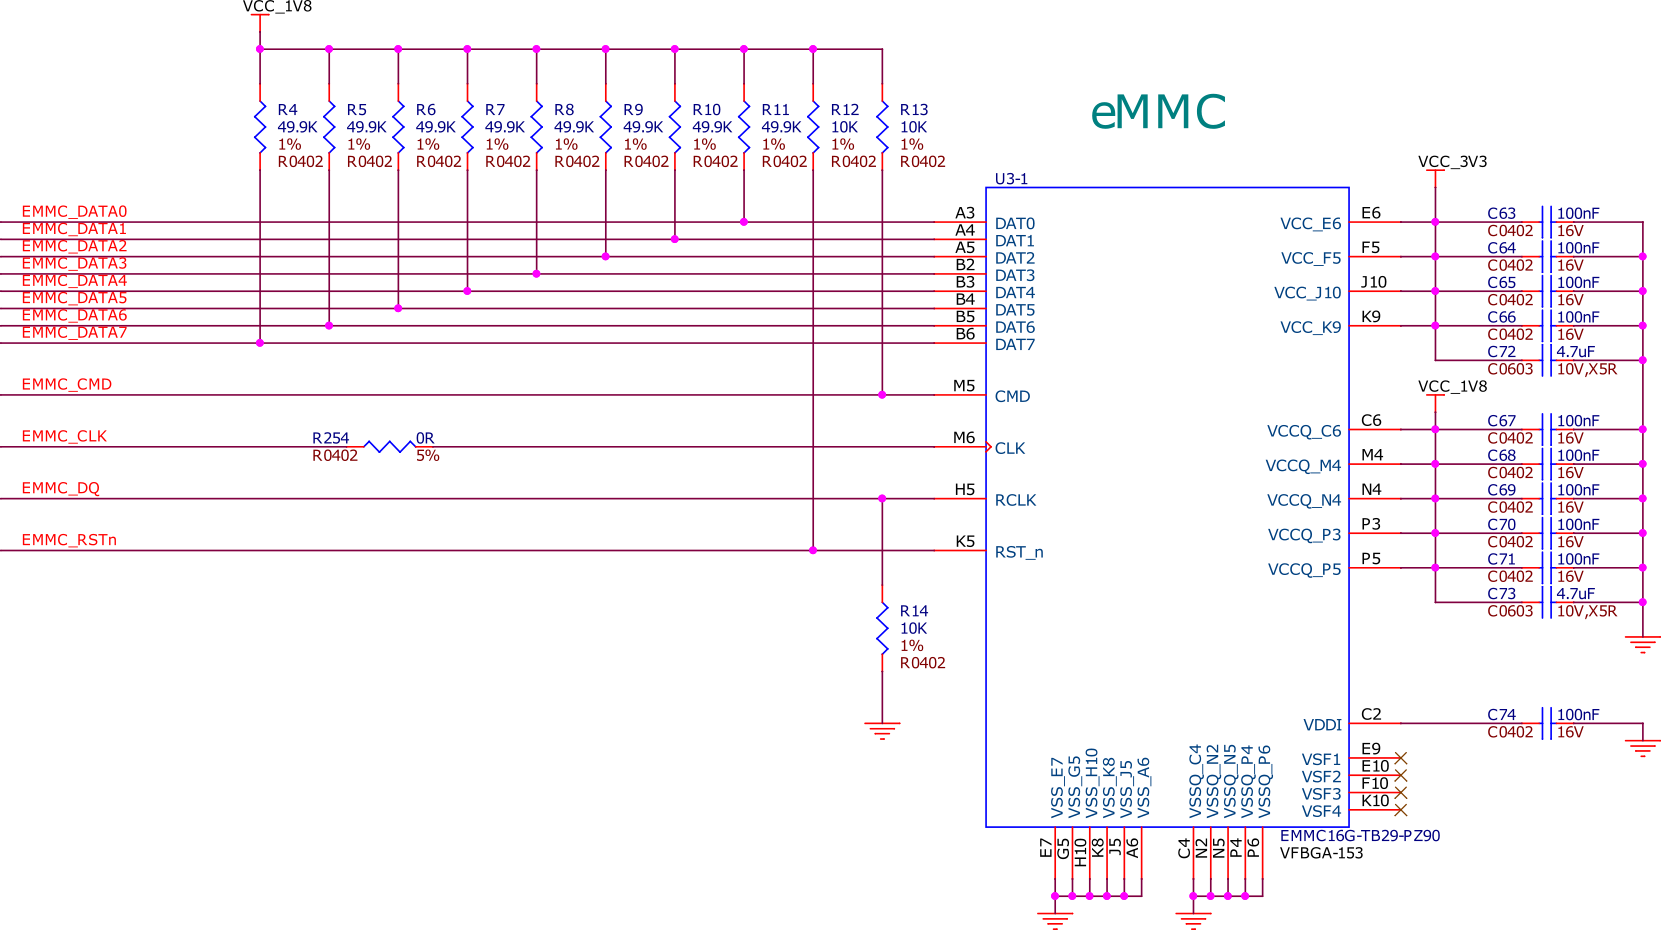 VCC_1V8
R4
49.9K
1%
R0402
R5
49.9K
1%
R0402
R6
49.9K
1%
R0402
R7
49.9K
1%
R0402
R8
49.9K
1%
R0402
R9
49.9K
1%
R0402
R10
49.9K
1%
R0402
R11
49.9K
1%
R0402
R12
10K
1%
R0402
R13
10K
1%
R0402
eMMC
EMMC_DATA0
EMMC_DATA1
EMMC_DATA2
EMMC_DATA3
EMMC_DATA4
EMMC_DATA5
EMMC_DATA6
EMMC_DATA7
EMMC_CMD
EMMC_CLK
R254
R0402
0R
5%
EMMC_DQ
EMMC_RSTn
R14
10K
1%
R0402
U3-1
A3 DAT0
A4 DAT1
A5 DAT2
B2 DAT3
B3 DAT4
B4 DAT5
B5 DAT6
B6 DAT7
M5 CMD
M6 CLK
H5 RCLK
K5 RST_n
VCC_3V3
VCC_E6 E6
VCC_F5 F5
VCC_J10 J10
VCC_K9 K9
C63 100nF
C0402 16V
C64 100nF
C0402 16V
C65 100nF
C0402 16V
C66 100nF
C0402 16V
C72 4.7uF
C0603 10V,X5R
VCC_1V8
VCCQ_C6 C6
VCCQ_M4 M4
VCCQ_N4 N4
VCCQ_P3 P3
VCCQ_P5 P5
C67 100nF
C0402 16V
C68 100nF
C0402 16V
C69 100nF
C0402 16V
C70 100nF
C0402 16V
C71 100nF
C0402 16V
C73 4.7uF
C0603 10V,X5R
VDDI C2
C74 100nF
C0402 16V
VSF1 E9
VSF2 E10
VSF3 F10
VSF4 K10
VSS_E7
VSS_G5
VSS_H10
VSS_K8
VSS_J5
VSS_A6
VSSQ_C4
VSSQ_N2
VSSQ_N5
VSSQ_P4
VSSQ_P6
E7
G5
H10
K8
J5
A6
C4
N2
N5
P4
P6
EMMC16G-TB29-PZ90
VFBGA-153